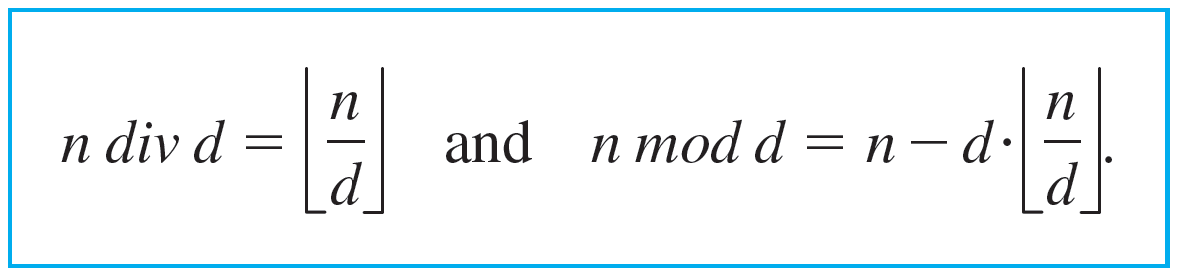 n div d = ⌊n/d⌋ and n mod d = n − d·⌊n/d⌋.